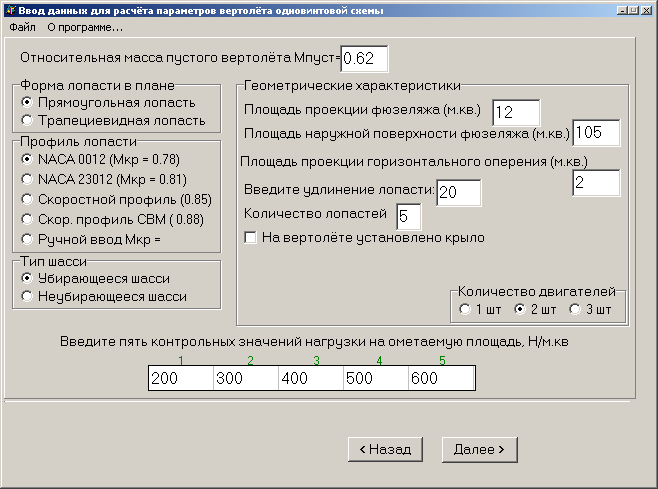 Ввод данных для расчёта параметров вертолёта одновинтовой схемы
Файл О программе...
Относительная масса пустого вертолёта Mпуст= 0.62
Форма лопасти в плане
Прямоугольная лопасть
Трапециевидная лопасть
Профиль лопасти
NACA 0012 (Мкр = 0.78)
NACA 23012 (Мкр = 0.81)
Скоростной профиль (0.85)
Скор. профиль СВМ ( 0.88)
Ручной ввод Мкр =
Тип шасси
Убирающееся шасси
Неубирающееся шасси
Геометрические характеристики
Площадь проекции фюзеляжа (м.кв.) 12
Площадь наружной поверхности фюзеляжа (м.кв.) 105
Площадь проекции горизонтального оперения (м.кв.)
2
Введите удлинение лопасти: 20
Количество лопастей 5
На вертолёте установлено крыло
Количество двигателей
1 шт 2 шт 3 шт
Введите пять контрольных значений нагрузки на ометаемую площадь, Н/м.кв
1 2 3 4 5
200 300 400 500 600
< Назад Далее >